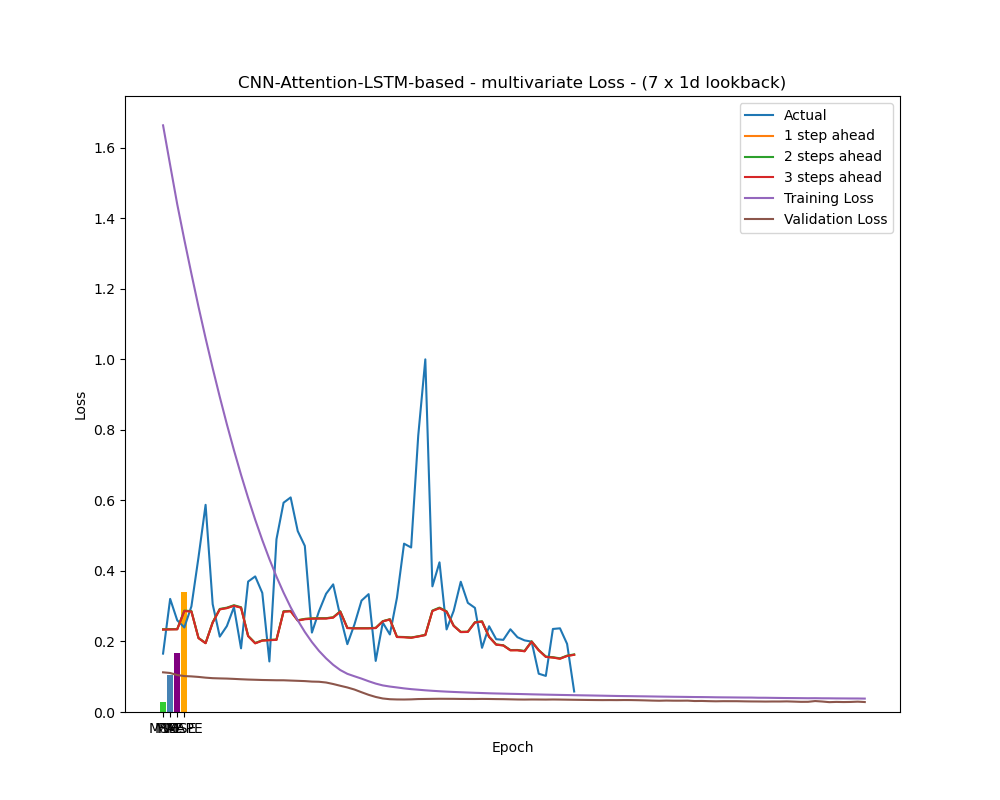 CNN-Attention-LSTM-based - multivariate Loss - (7 x 1d lookback)
Actual
1 step ahead
2 steps ahead
3 steps ahead
Training Loss
Validation Loss
Loss
1.6
1.4
1.2
1.0
0.8
0.6
0.4
0.2
0.0
Epoch